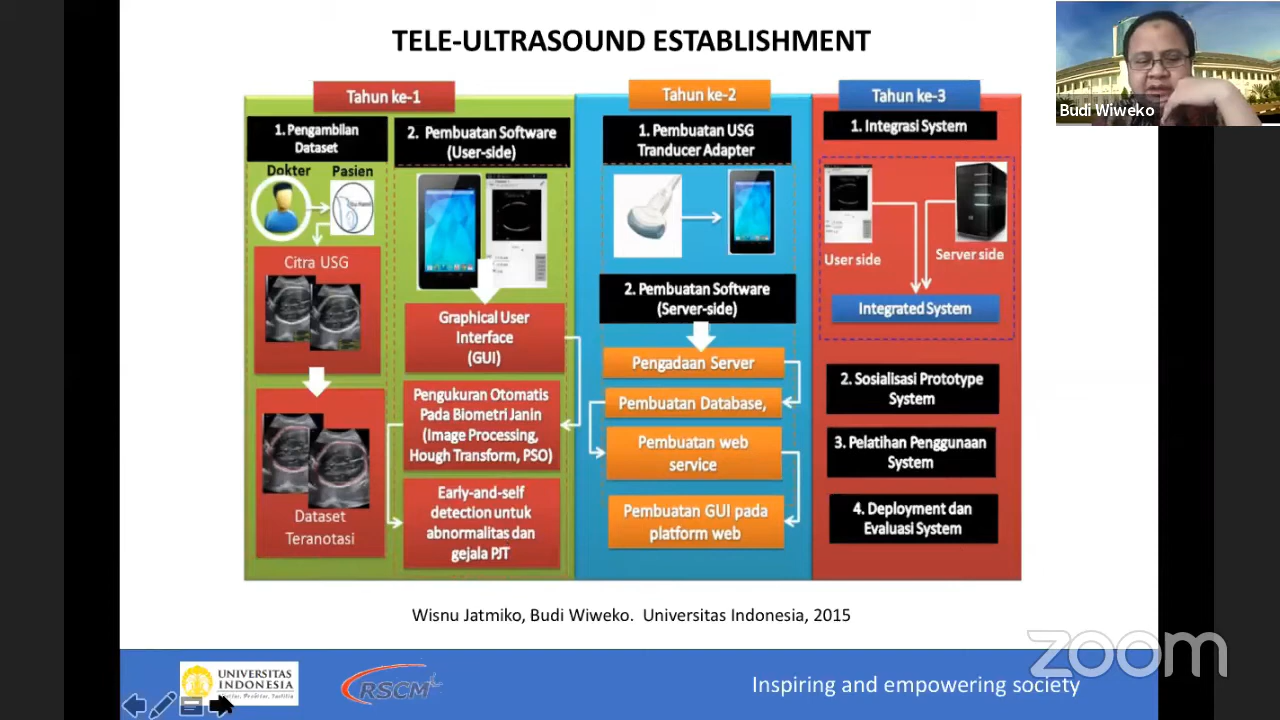 TELE-ULTRASOUND ESTABLISHMENT
Budi Wiweko
Tahun ke-1
1. Pengambilan
Dataset
Dokter
Pasien
Citra USG
Dataset
Teranotasi
2. Pembuatan Software
(User-side)
Graphical User
Interface
(GUI)
Pengukuran Otomatis
Pada Biometri Janin
(Image Processing,
Hough Transform, PSO)
Early-and-self
detection untuk
abnormalitas dan
gejala PJT
Tahun ke-2
1. Pembuatan USG
Tranducer Adapter
2. Pembuatan Software
(Server-side)
Pengadaan Server
Pembuatan Database,
Pembuatan web
service
Pembuatan GUI pada
platform web
Tahun ke-3
1. Integrasi System
User side
Server side
Integrated System
2. Sosialisasi Prototype
System
3. Pelatihan Penggunaan
System
4. Deployment dan
Evaluasi System
Wisnu Jatmiko, Budi Wiweko. Universitas Indonesia, 2015
zoom
UNIVERSITAS
INDONESIA
RSCM
Inspiring and empowering society